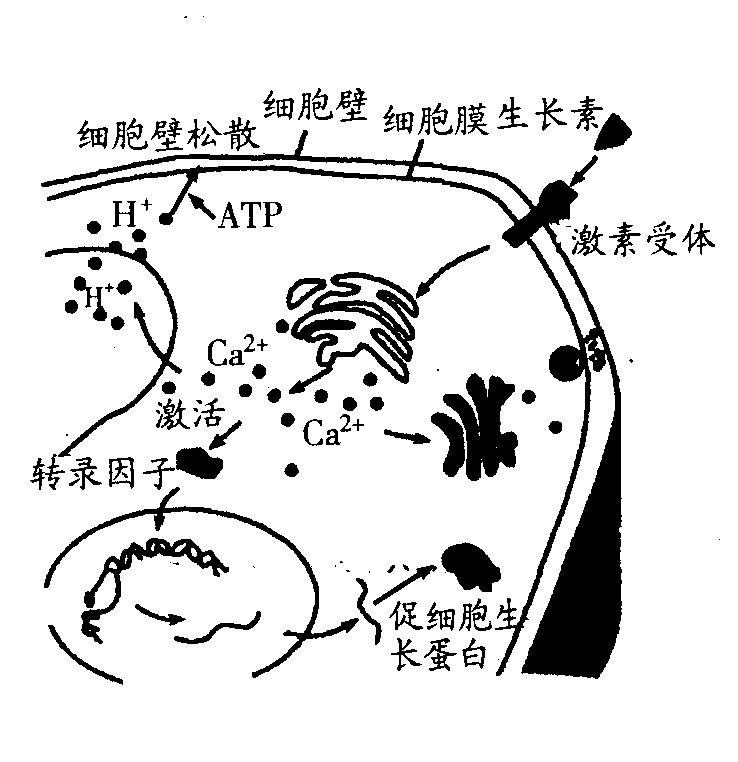 细胞壁松散
细胞壁
细胞膜
生长素
H⁺
ATP
激素受体
H⁺
Ca²⁺
激活
Ca²⁺
转录因子
促细胞生
长蛋白